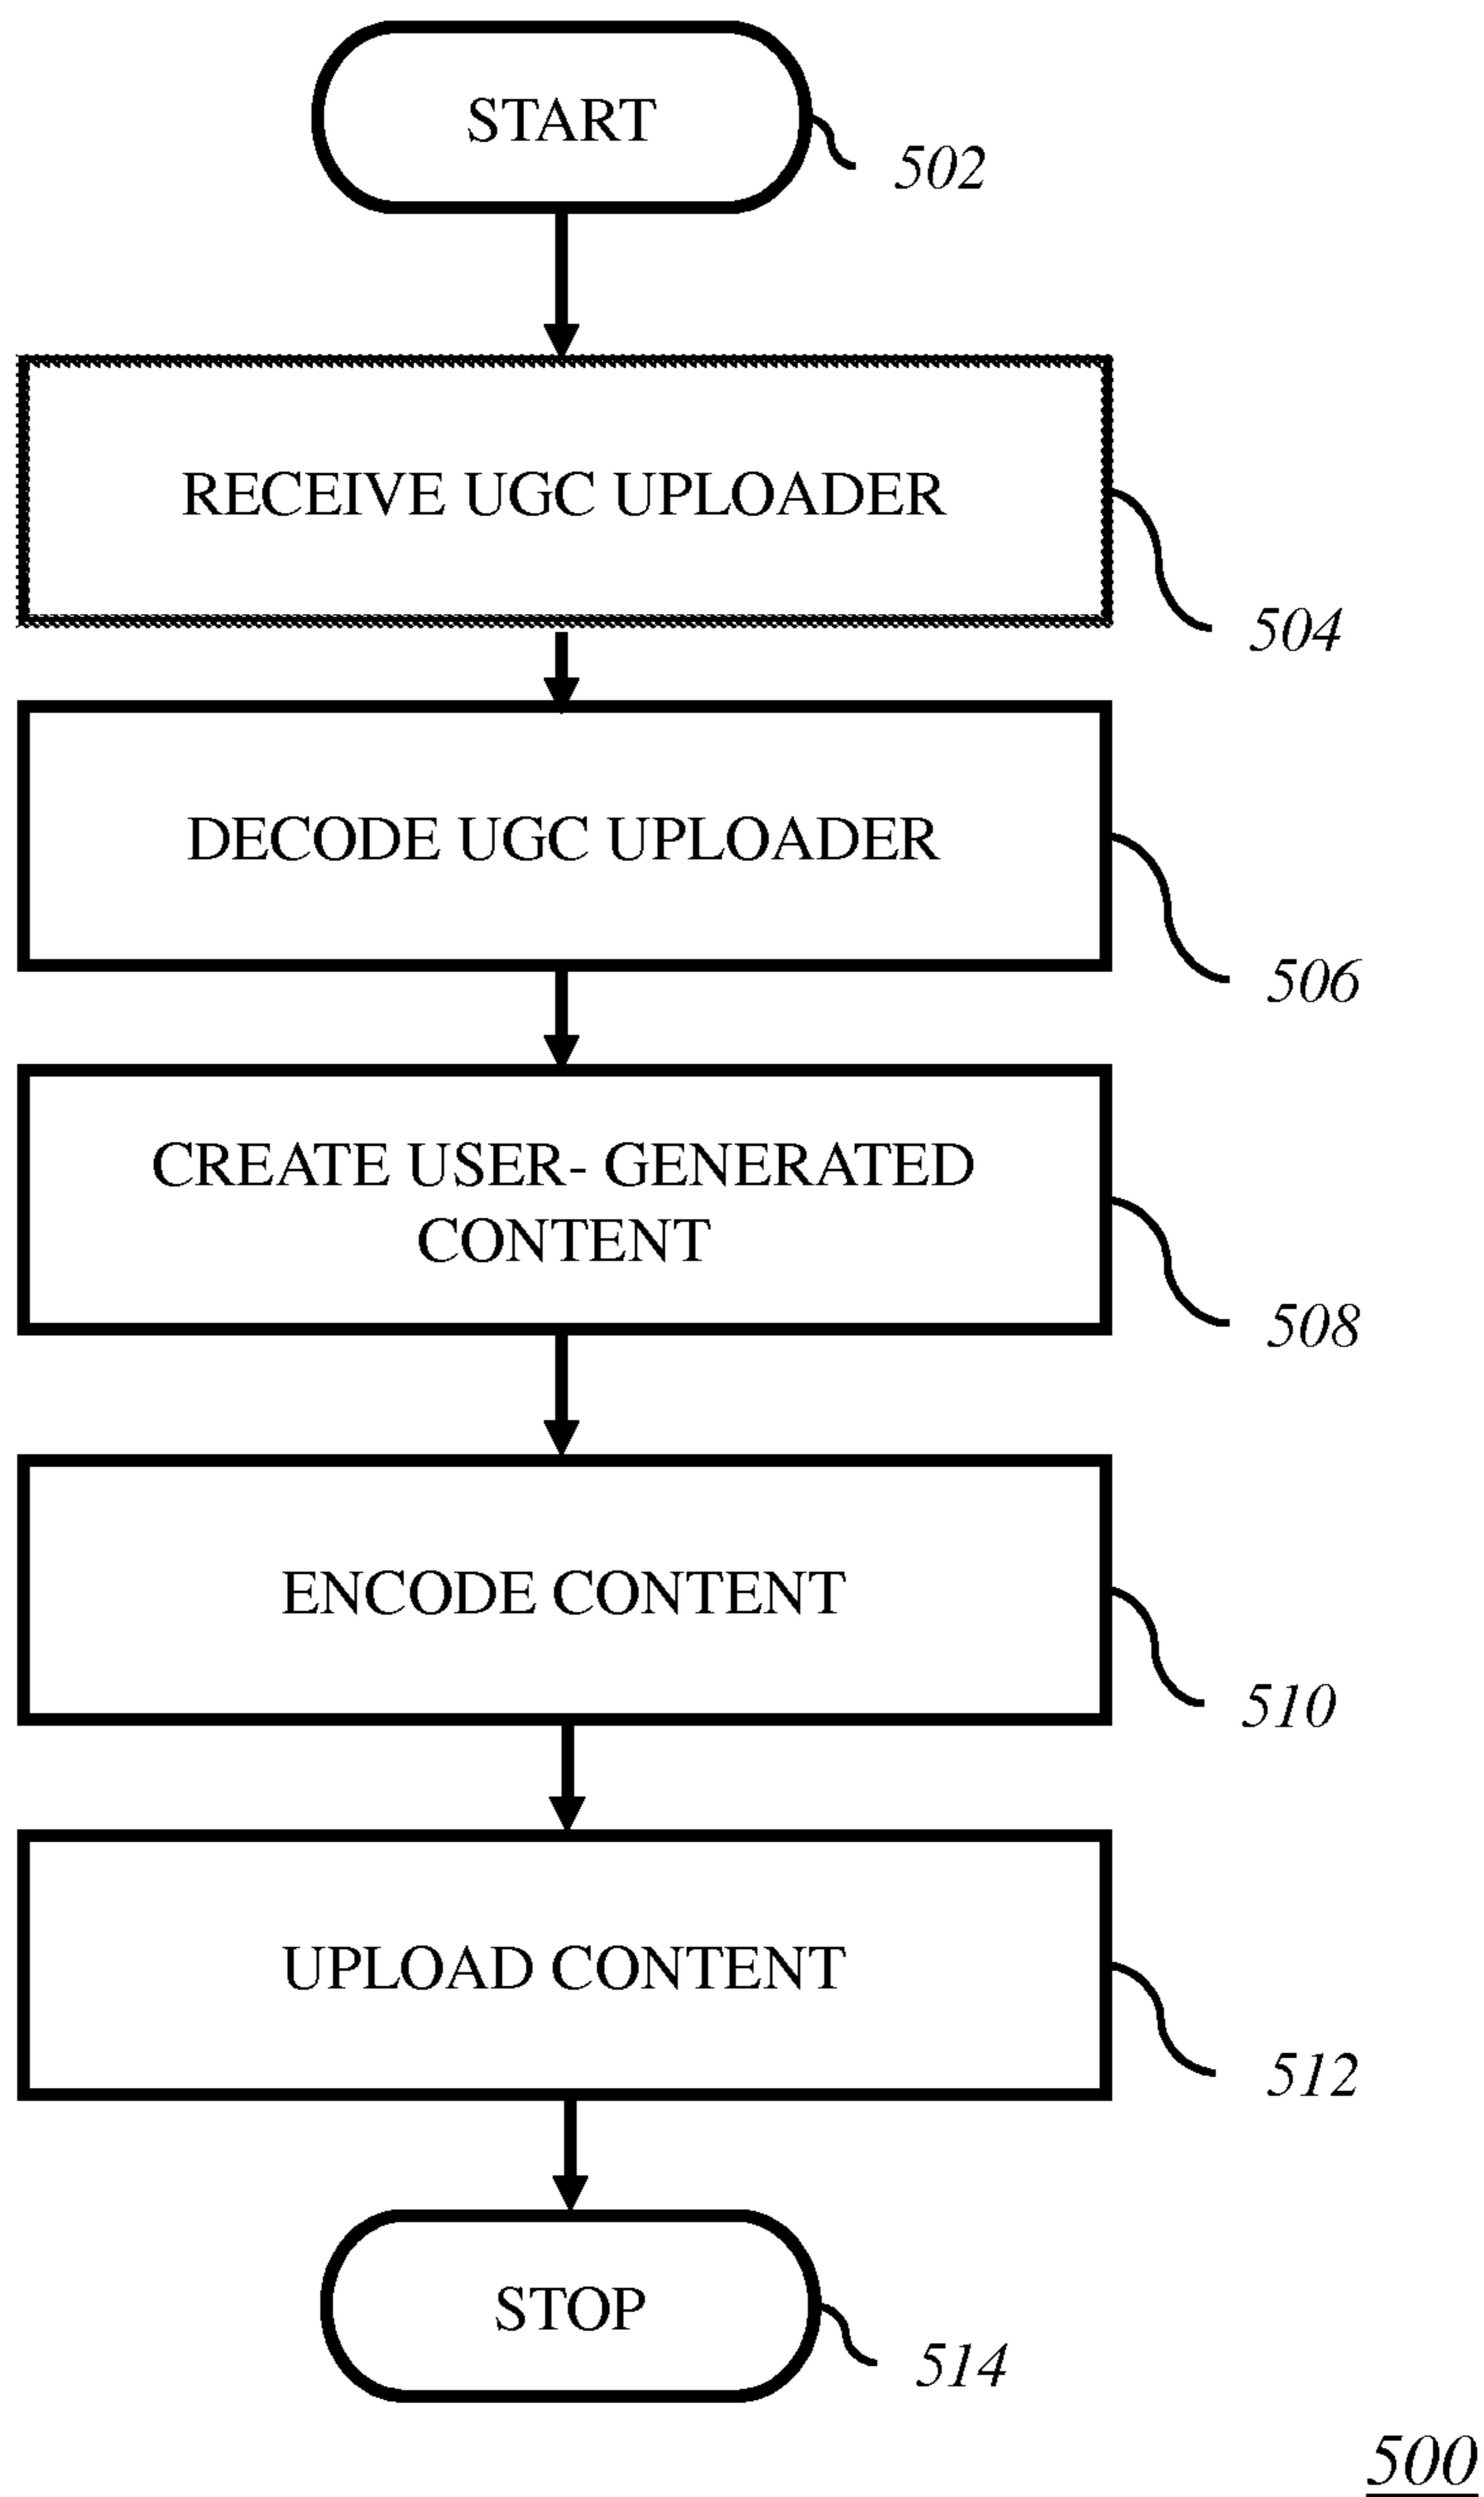 START
502
RECEIVE UGC UPLOADER
504
DECODE UGC UPLOADER
506
CREATE USER- GENERATED
CONTENT
508
ENCODE CONTENT
510
UPLOAD CONTENT
512
STOP
514
500